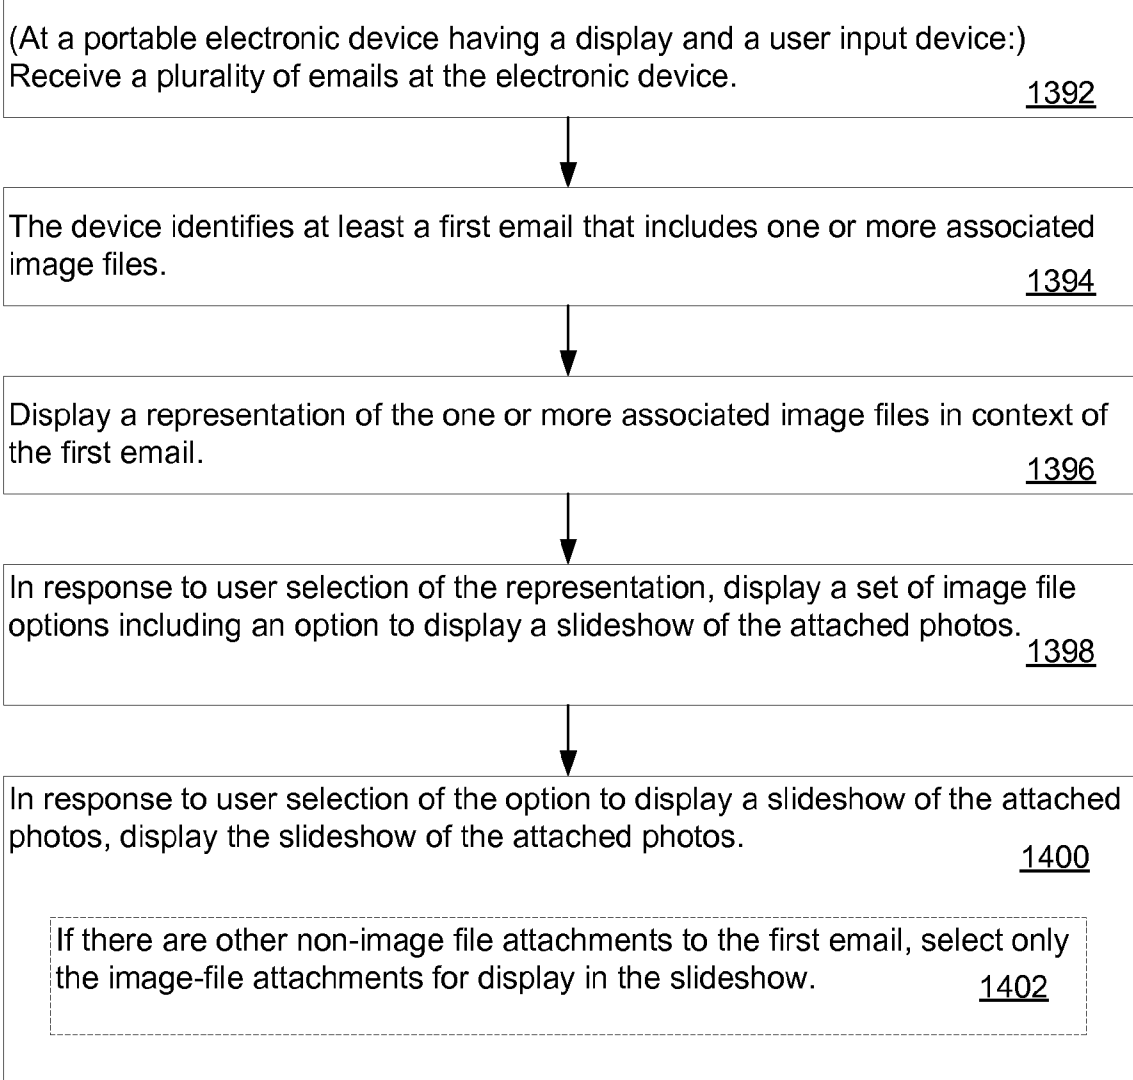 (At a portable electronic device having a display and a user input device:)
Receive a plurality of emails at the electronic device.
1392
The device identifies at least a first email that includes one or more associated
image files.
1394
Display a representation of the one or more associated image files in context of
the first email.
1396
In response to user selection of the representation, display a set of image file
options including an option to display a slideshow of the attached photos.
1398
In response to user selection of the option to display a slideshow of the attached
photos, display the slideshow of the attached photos.
1400
If there are other non-image file attachments to the first email, select only
the image-file attachments for display in the slideshow.
1402